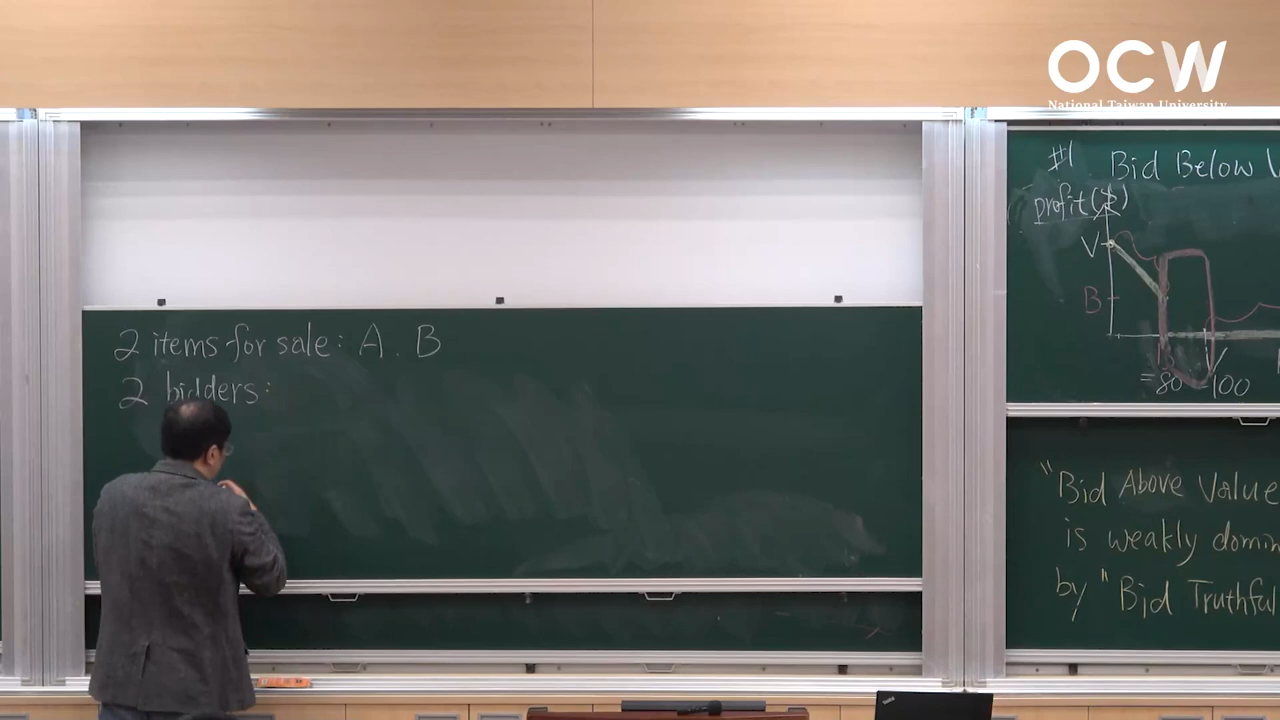 OCW
National Taiwan University
2 items for sale: A. B
2 bidders:
#1 Bid Below V
profit($)
V
B
=80 V 100
"Bid Above Value
is weakly domin
by "Bid Truthful